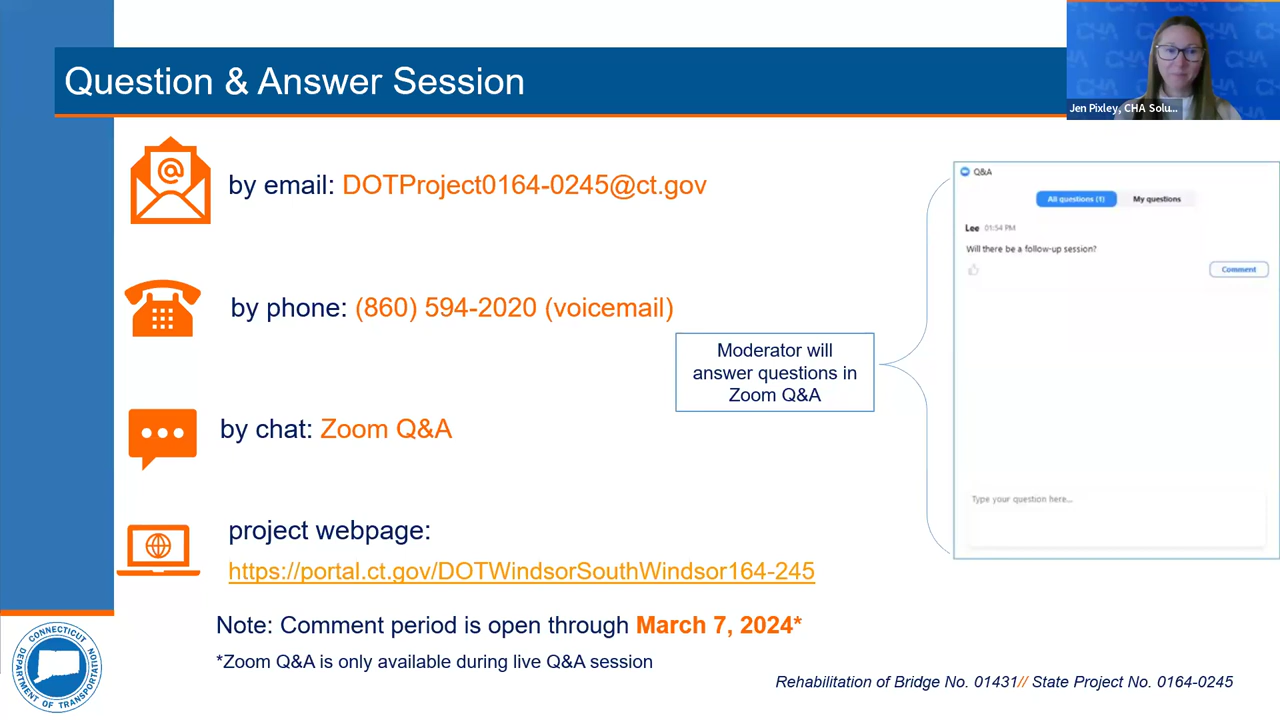 Question & Answer Session
Jen Pixley, CHA Solu...
by email: DOTProject0164-0245@ct.gov
by phone: (860) 594-2020 (voicemail)
by chat: Zoom Q&A
project webpage:
https://portal.ct.gov/DOTWindsorSouthWindsor164-245
Note: Comment period is open through March 7, 2024*
*Zoom Q&A is only available during live Q&A session
Moderator will
answer questions in
Zoom Q&A
Q&A
All questions (1) My questions
Lee 01:54 PM
Will there be a follow-up session?
Comment
Type your question here...
CONNECTICUT
DEPARTMENT OF TRANSPORTATION
Rehabilitation of Bridge No. 01431// State Project No. 0164-0245
CHA